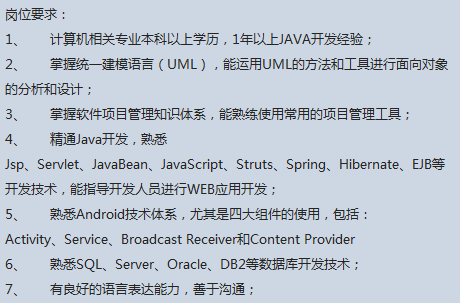 岗位要求：
1、 计算机相关专业本科以上学历，1年以上JAVA开发经验；
2、 掌握统一建模语言（UML），能运用UML的方法和工具进行面向对象
的分析和设计；
3、 掌握软件项目管理知识体系，能熟练使用常用的项目管理工具；
4、 精通Java开发，熟悉
Jsp、Servlet、JavaBean、JavaScript、Struts、Spring、Hibernate、EJB等
开发技术，能指导开发人员进行WEB应用开发；
5、 熟悉Android技术体系，尤其是四大组件的使用，包括：
Activity、Service、Broadcast Receiver和Content Provider
6、 熟悉SQL、Server、Oracle、DB2等数据库开发技术；
7、 有良好的语言表达能力，善于沟通；